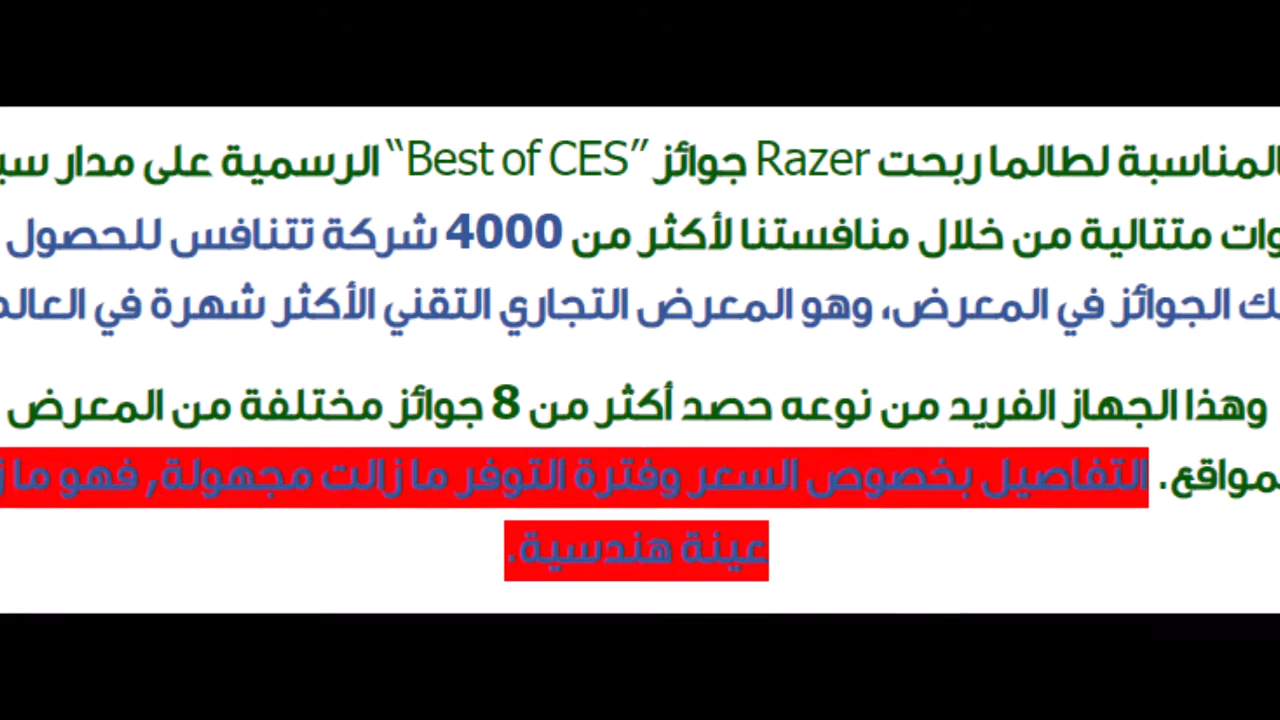 المناسبة لطالما ربحت Razer جوائز ”Best of CES“ الرسمية على مدار
متتالية من خلال منافستنا لأكثر من 4000 شركة تتنافس للحصول
الجوائز في المعرض، وهو المعرض التجاري التقني الأكثر شهرة في
وهذا الجهاز الفريد من نوعه حصد أكثر من 8 جوائز مختلفة من المعرض
التفاصيل بخصوص السعر وفترة التوفر ما زالت مجهولة, فهو ما
عينة هندسية.